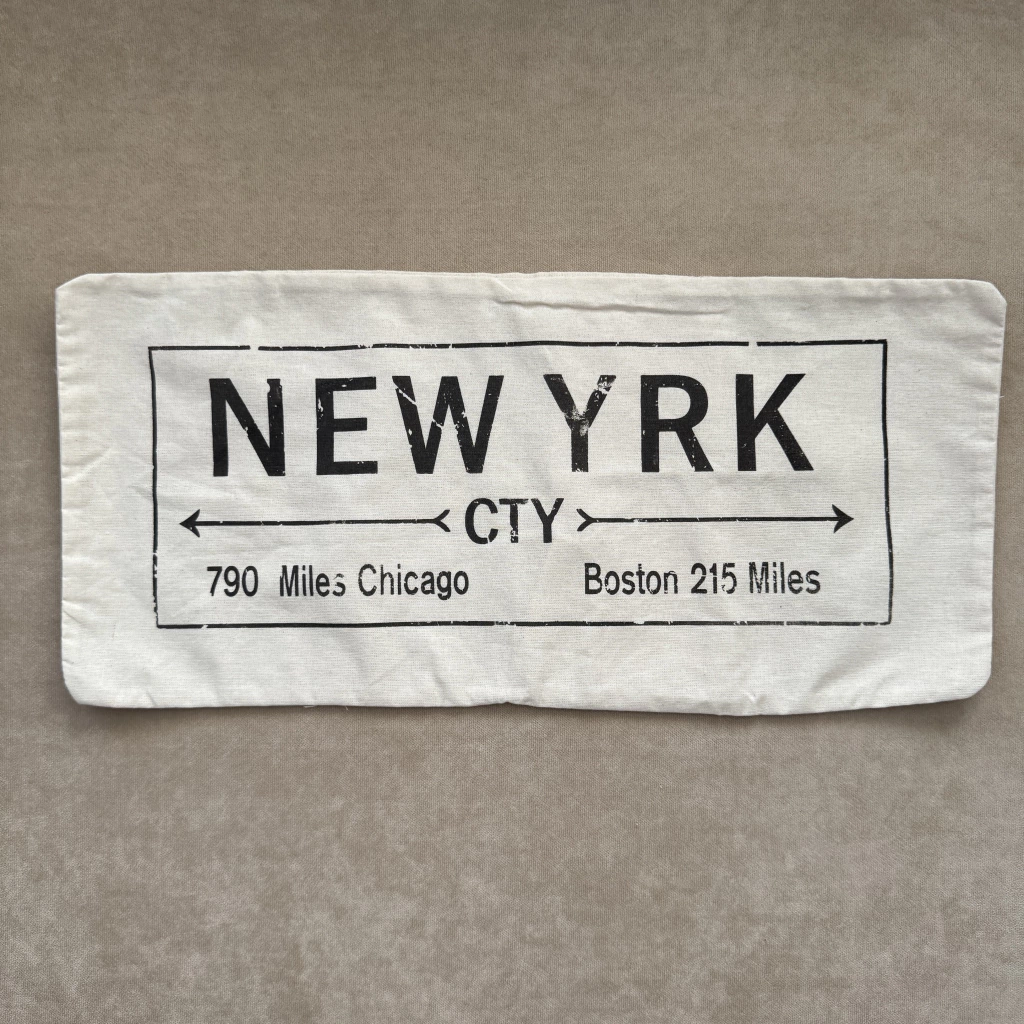 NEW YRK
CTY
790 Miles Chicago
Boston 215 Miles